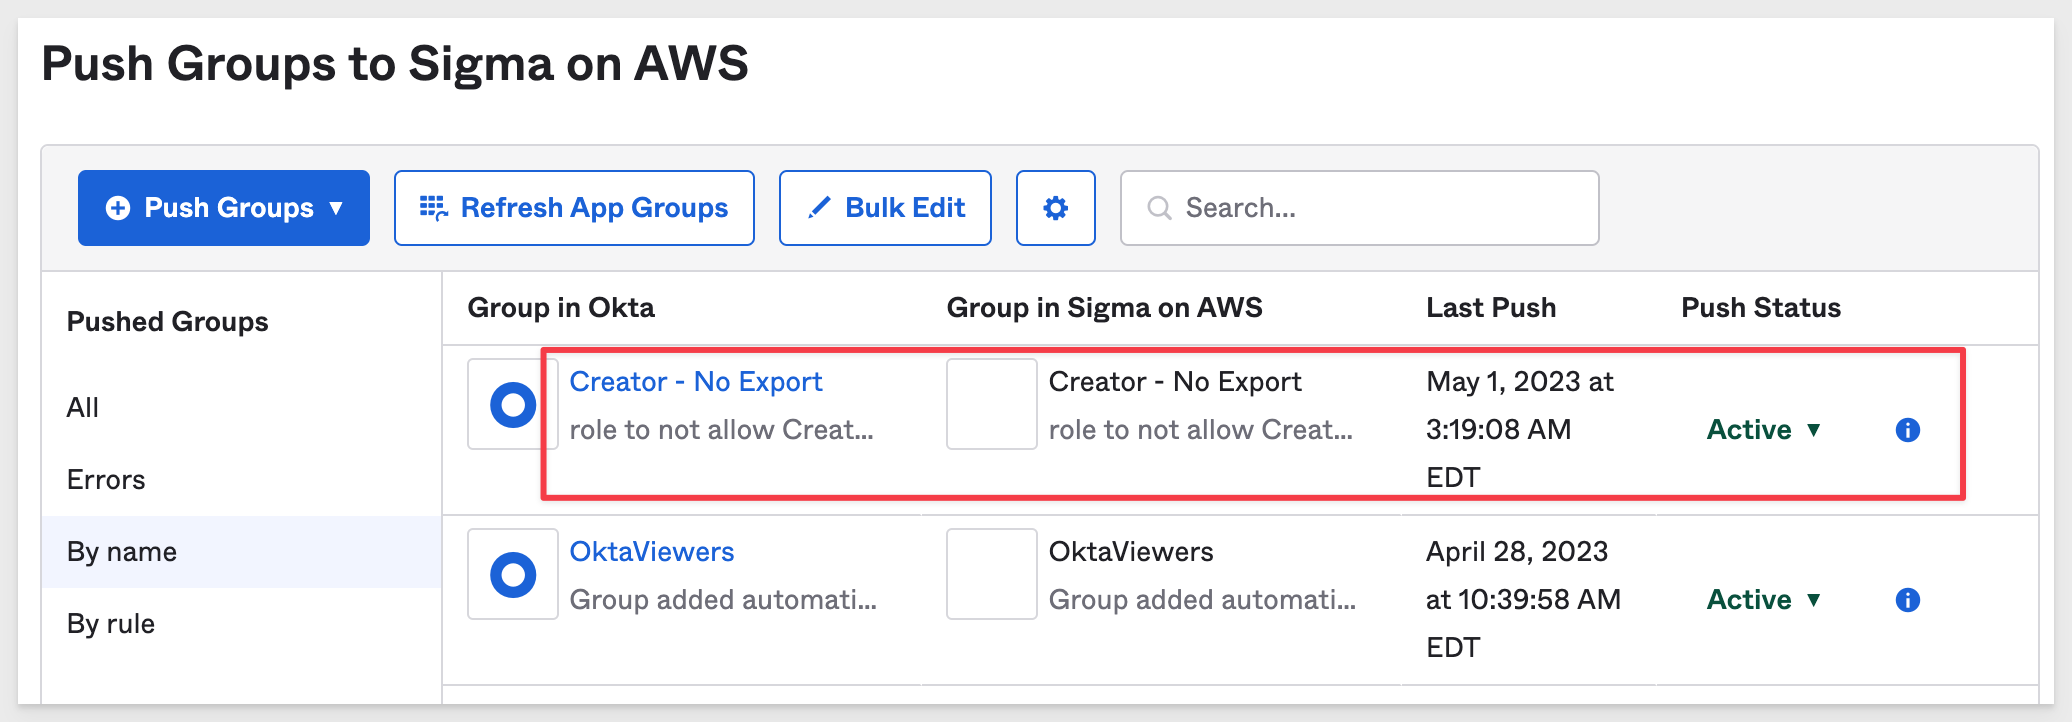 Push Groups to Sigma on AWS
Push Groups ▼
Refresh App Groups
Bulk Edit
Search...
Pushed Groups
All
Errors
By name
By rule
Group in Okta
Group in Sigma on AWS
Last Push
Push Status
Creator - No Export
role to not allow Creat...
Creator - No Export
role to not allow Creat...
May 1, 2023 at
3:19:08 AM
EDT
Active ▼
OktaViewers
Group added automati...
OktaViewers
Group added automati...
April 28, 2023
at 10:39:58 AM
EDT
Active ▼